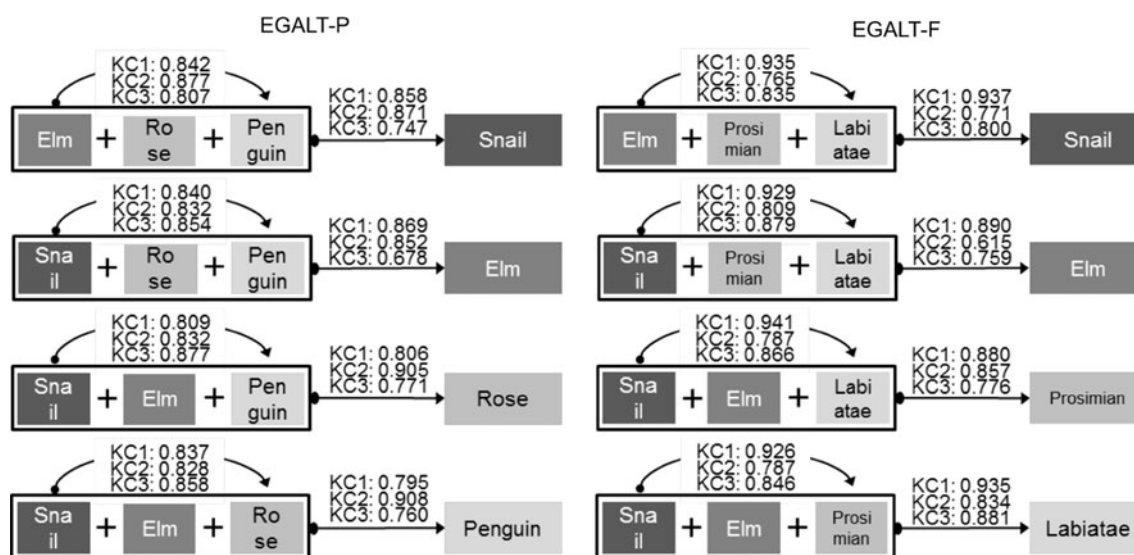 EGALT-P
KC1: 0.842
KC2: 0.877
KC3: 0.807
KC1: 0.858
KC2: 0.871
KC3: 0.747
Elm + Ro + Pen
se guin
Snail
KC1: 0.840
KC2: 0.832
KC3: 0.854
KC1: 0.869
KC2: 0.852
KC3: 0.678
Sna + Ro + Pen
il se guin
Elm
KC1: 0.809
KC2: 0.832
KC3: 0.877
KC1: 0.806
KC2: 0.905
KC3: 0.771
Sna + Elm + Pen
il guin
Rose
KC1: 0.837
KC2: 0.828
KC3: 0.858
KC1: 0.795
KC2: 0.908
KC3: 0.760
Sna + Elm + Ro
il se
Penguin
EGALT-F
KC1: 0.935
KC2: 0.765
KC3: 0.835
KC1: 0.937
KC2: 0.771
KC3: 0.800
Elm + Prosi + Labi
mian atae
Snail
KC1: 0.929
KC2: 0.809
KC3: 0.879
KC1: 0.890
KC2: 0.615
KC3: 0.759
Sna + Prosi + Labi
il mian atae
Elm
KC1: 0.941
KC2: 0.787
KC3: 0.866
KC1: 0.880
KC2: 0.857
KC3: 0.776
Sna + Elm + Labi
il atae
Prosimian
KC1: 0.926
KC2: 0.787
KC3: 0.846
KC1: 0.935
KC2: 0.834
KC3: 0.881
Sna + Elm + Prosi
il mian
Labiatae